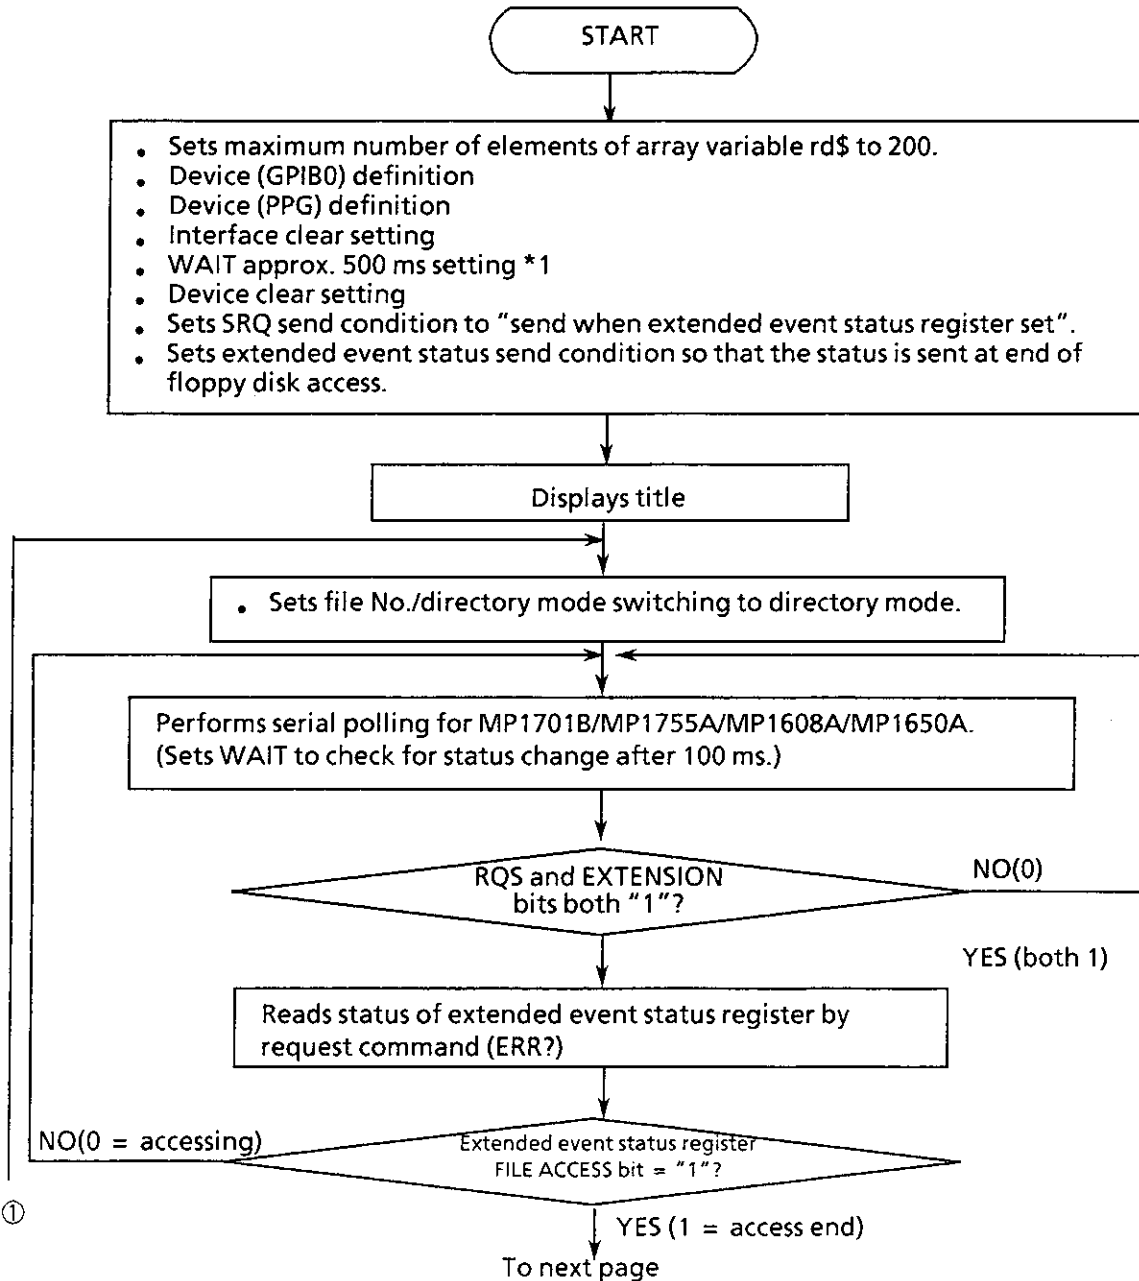 START
• Sets maximum number of elements of array variable rd$ to 200.
• Device (GPIB0) definition
• Device (PPG) definition
• Interface clear setting
• WAIT approx. 500 ms setting *1
• Device clear setting
• Sets SRQ send condition to "send when extended event status register set".
• Sets extended event status send condition so that the status is sent at end of
floppy disk access.
Displays title
• Sets file No./directory mode switching to directory mode.
Performs serial polling for MP1701B/MP1755A/MP1608A/MP1650A.
(Sets WAIT to check for status change after 100 ms.)
RQS and EXTENSION
bits both "1"?
NO(0)
YES (both 1)
Reads status of extended event status register by
request command (ERR?)
NO(0 = accessing)
Extended event status register
FILE ACCESS bit = "1"?
①
YES (1 = access end)
To next page